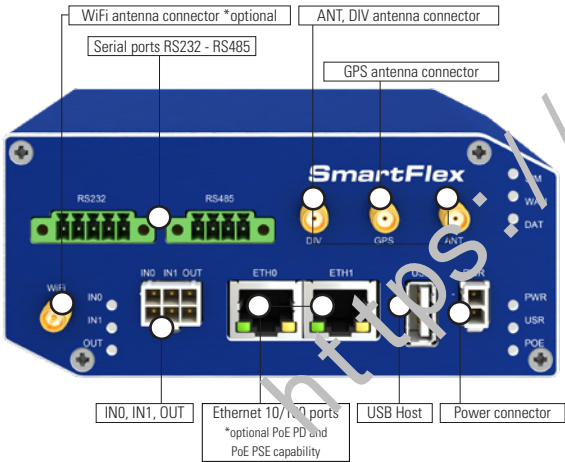 WiFi antenna connector *optional
ANT, DIV antenna connector
Serial ports RS232 - RS485
GPS antenna connector
SmartFlex
RS232
RS485
WAN
DAT
DIV
GPS
ANT
WiFi
IN0 IN1 OUT
ETH0
ETH1
IN0
IN1
OUT
PWR
USR
POE
IN0, IN1, OUT
Ethernet 10/100 ports
*optional PoE PD and
PoE PSE capability
USB Host
Power connector
https://